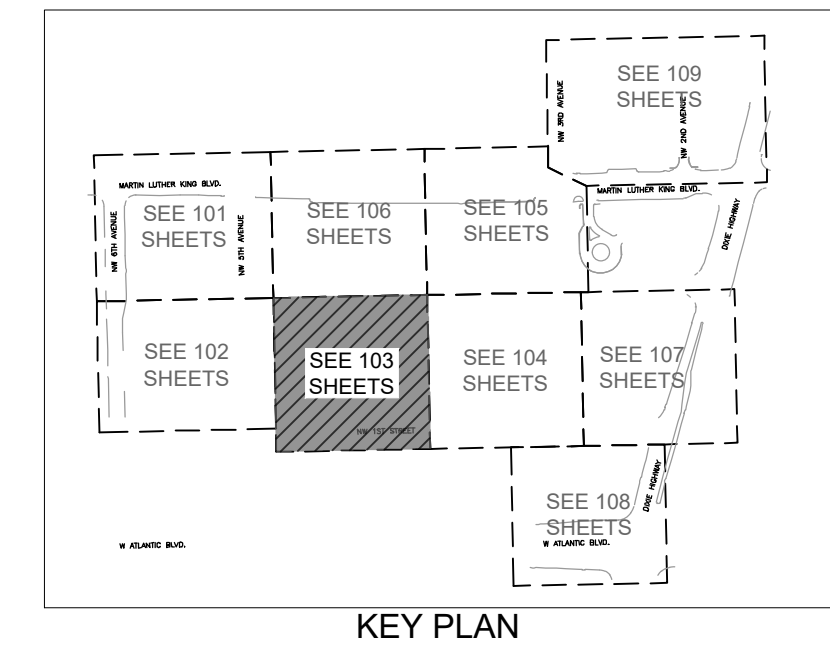 SEE 109
SHEETS
NW 3RD AVENUE
NW 2ND AVENUE
MARTIN LUTHER KING BLVD.
MARTIN LUTHER KING BLVD.
SEE 101
SHEETS
NW 6TH AVENUE
NW 5TH AVENUE
SEE 106
SHEETS
SEE 105
SHEETS
DIXIE HIGHWAY
SEE 102
SHEETS
SEE 103
SHEETS
NW 1ST STREET
SEE 104
SHEETS
SEE 107
SHEETS
SEE 108
SHEETS
DIXIE HIGHWAY
W ATLANTIC BLVD.
W ATLANTIC BLVD.
KEY PLAN